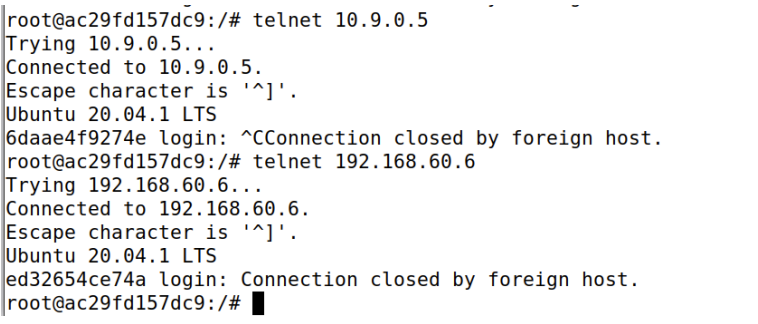 root@ac29fd157dc9:/# telnet 10.9.0.5
Trying 10.9.0.5...
Connected to 10.9.0.5.
Escape character is '^]'.
Ubuntu 20.04.1 LTS
6daae4f9274e login: ^CConnection closed by foreign host.
root@ac29fd157dc9:/# telnet 192.168.60.6
Trying 192.168.60.6...
Connected to 192.168.60.6.
Escape character is '^]'.
Ubuntu 20.04.1 LTS
ed32654ce74a login: Connection closed by foreign host.
root@ac29fd157dc9:/#